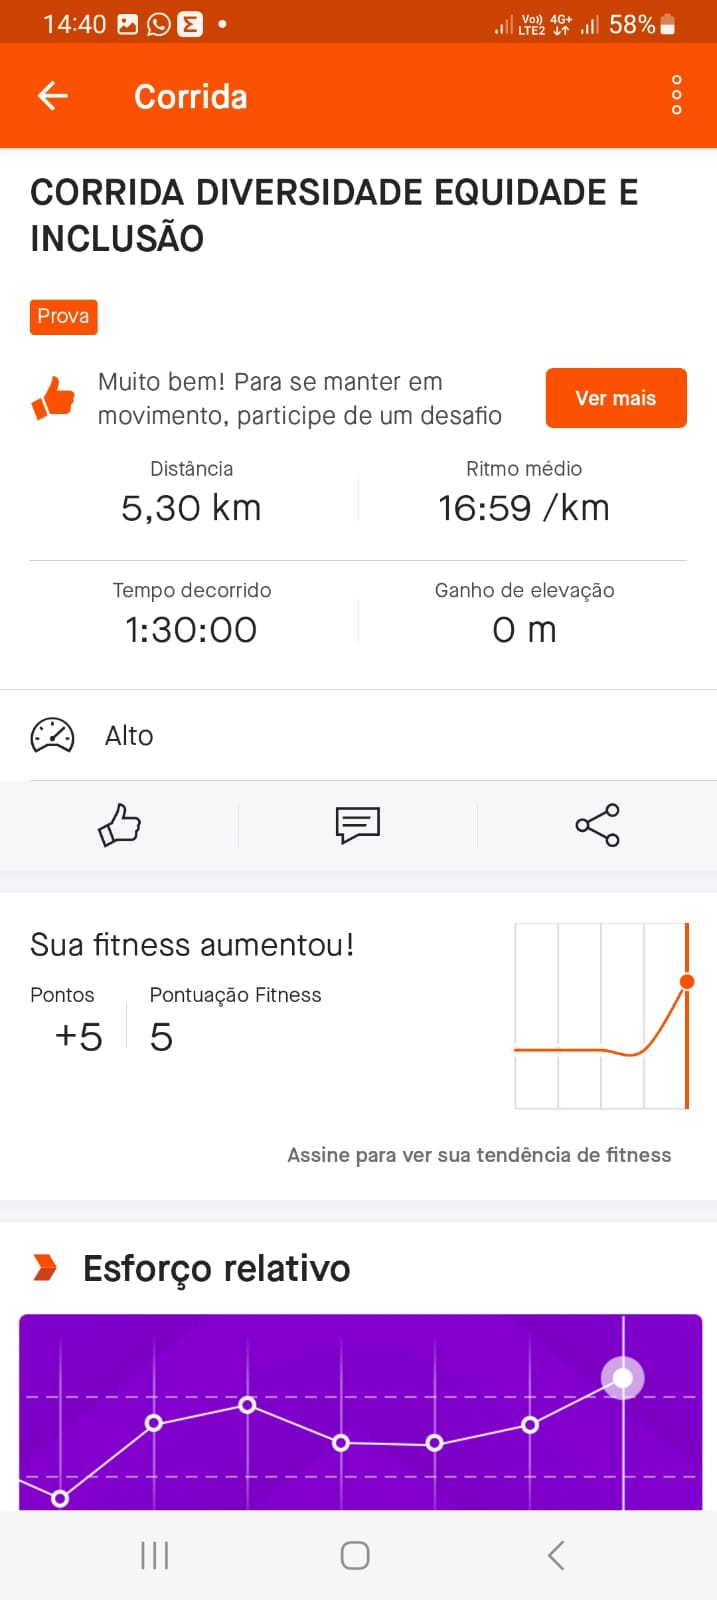 14:40
Vo)) 4G+
LTE2
58%
Corrida
CORRIDA DIVERSIDADE EQUIDADE E
INCLUSÃO
Prova
Muito bem! Para se manter em
movimento, participe de um desafio
Ver mais
Distância
Ritmo médio
5,30 km
16:59 /km
Tempo decorrido
Ganho de elevação
1:30:00
0 m
Alto
Sua fitness aumentou!
Pontos
Pontuação Fitness
+5
5
Assine para ver sua tendência de fitness
Esforço relativo